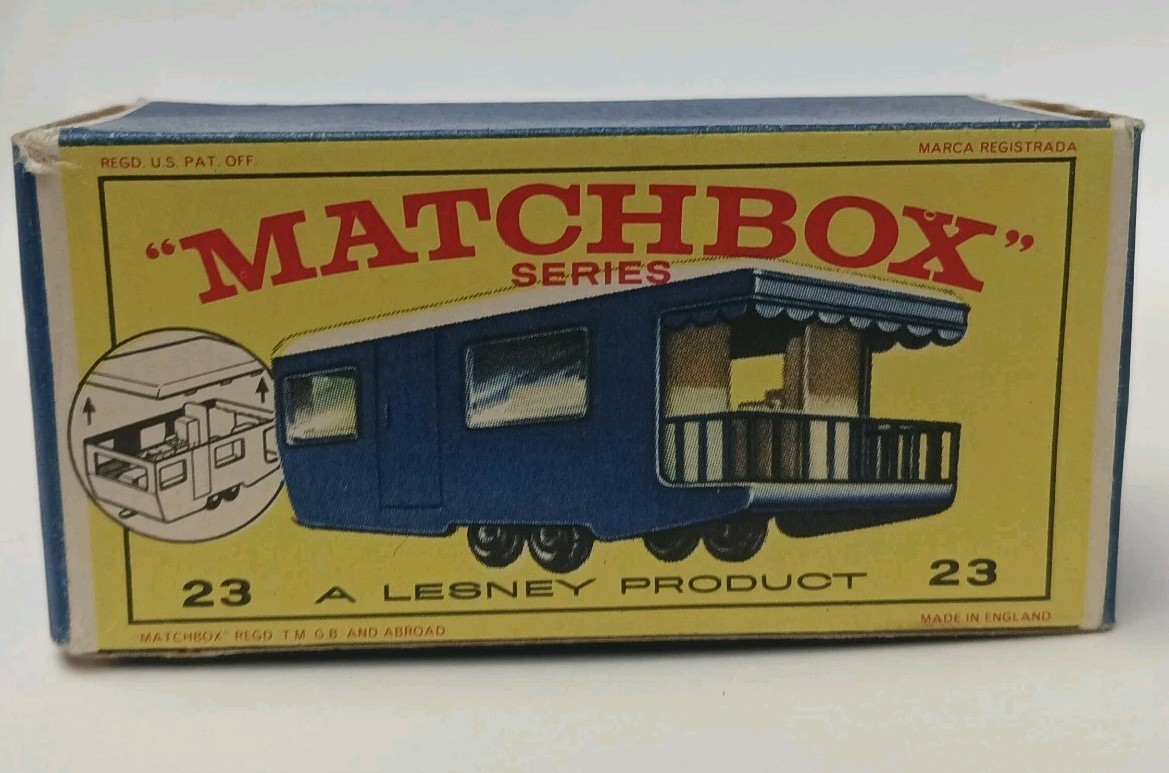 REGD. U.S. PAT. OFF.
MARCA REGISTRADA
"MATCHBOX"
SERIES
23 A LESNEY PRODUCT 23
MATCHBOX" REGD. T M G B AND ABROAD
MADE IN ENGLAND